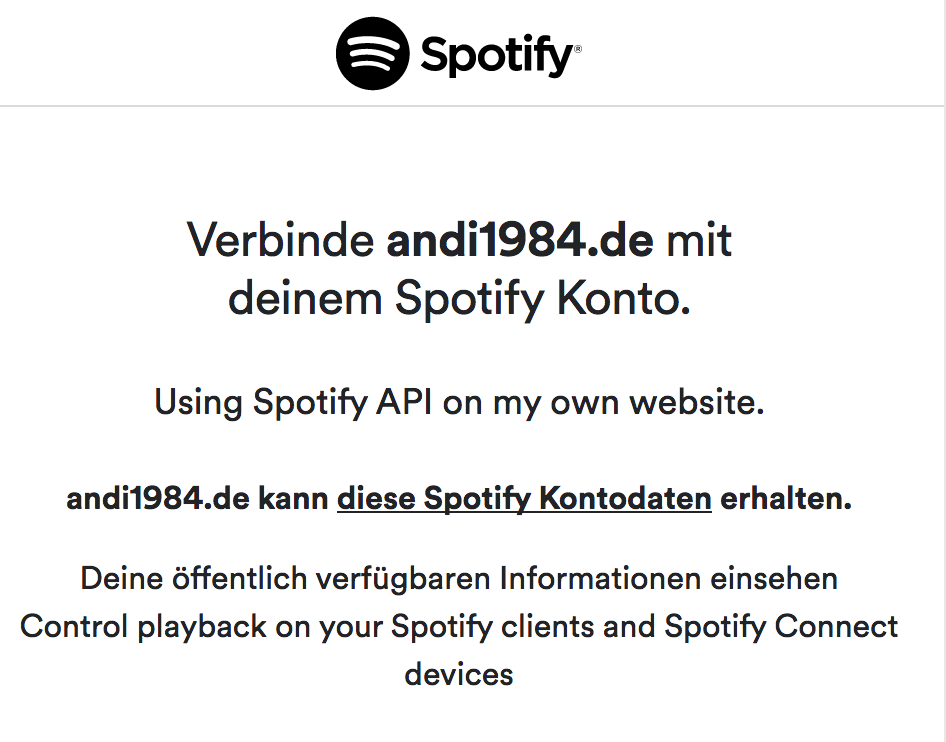 Spotify®
Verbinde andi1984.de mit
deinem Spotify Konto.
Using Spotify API on my own website.
andi1984.de kann diese Spotify Kontodaten erhalten.
Deine öffentlich verfügbaren Informationen einsehen
Control playback on your Spotify clients and Spotify Connect
devices